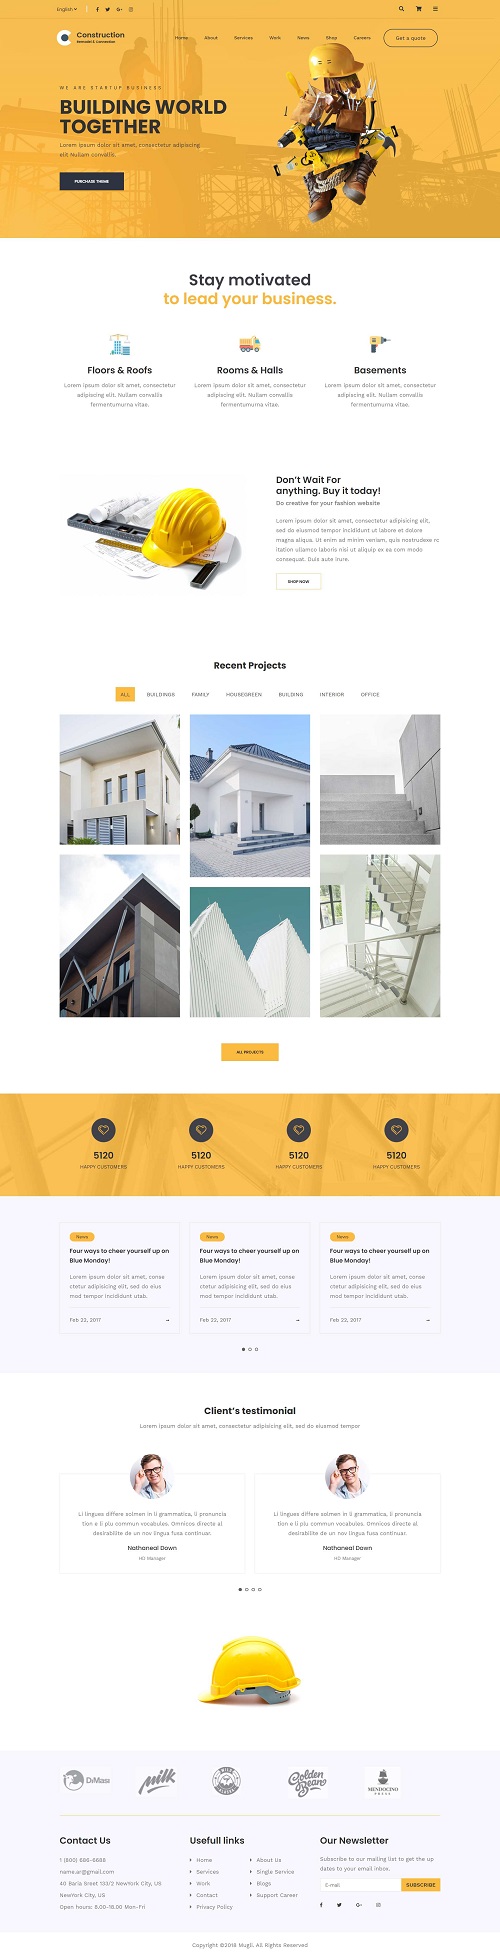 English
Construction
Remodel & Connection
Home About Services Work News Shop Careers
Get a quote
WE ARE STARTUP BUSINESS
BUILDING WORLD
TOGETHER
Lorem ipsum dolor sit amet, consectetur adipiscing
elit Nullam convallis.
PURCHASE THEME
Stay motivated
to lead your business.
Floors & Roofs
Lorem ipsum dolor sit amet, consectetur
adipiscing elit. Nullam convallis
fermentumurna vitae.
Rooms & Halls
Lorem ipsum dolor sit amet, consectetur
adipiscing elit. Nullam convallis
fermentumurna vitae.
Basements
Lorem ipsum dolor sit amet, consectetur
adipiscing elit. Nullam convallis
fermentumurna vitae.
Don't Wait For
anything. Buy it today!
Do creative for your fashion website
Lorem ipsum dolor sit amet, consectetur adipisicing elit,
sed do eiusmod tempor incididunt ut labore et dolore
magna aliqua. Ut enim ad minim veniam, quis nostrudexe rc
itation ullamco laboris nisi ut aliquip ex ea com modo
consequat. Duis aute irure.
SHOP NOW
Recent Projects
ALL BUILDINGS FAMILY HOUSEGREEN BUILDING INTERIOR OFFICE
ALL PROJECTS
5120 5120 5120 5120
HAPPY CUSTOMERS HAPPY CUSTOMERS HAPPY CUSTOMERS HAPPY CUSTOMERS
News
Four ways to cheer yourself up on
Blue Monday!
Lorem ipsum dolor sit amet, conse
ctetur adipisicing elit, sed do eius
mod tempor incididunt utab.
Feb 22, 2017 →
News
Four ways to cheer yourself up on
Blue Monday!
Lorem ipsum dolor sit amet, conse
ctetur adipisicing elit, sed do eius
mod tempor incididunt utab.
Feb 22, 2017 →
News
Four ways to cheer yourself up on
Blue Monday!
Lorem ipsum dolor sit amet, conse
ctetur adipisicing elit, sed do eius
mod tempor incididunt utab.
Feb 22, 2017 →
Client's testimonial
Lorem ipsum dolor sit amet, consectetur adipisicing elit, sed do eiusmod tempor
Li lingues differe solmen in li grammatica, li pronuncia
tion e li plu commun vocabules. Omnicos directe al
desirabilite de un nov lingua fusa continuar.
Nathaneal Down
HD Manager
Li lingues differe solmen in li grammatica, li pronuncia
tion e li plu commun vocabules. Omnicos directe al
desirabilite de un nov lingua fusa continuar.
Nathaneal Down
HD Manager
DiMasi
milk
Golden
Bean
MENDOCINO
PRESS
Contact Us
1 (800) 686-6688
name.ar@gmail.com
40 Baria Sreet 133/2 NewYork City, US
NewYork City, US
Open hours: 8.00-18.00 Mon-Fri
Usefull links
Home
Services
Work
Contact
Privacy Policy
About Us
Single Service
Blogs
Support Career
Our Newsletter
Subscribe to our mailing list to get the up
dates to your email inbox.
E-mail SUBSCRIBE
Copyright ©2018 Mugli. All Rights Reserved